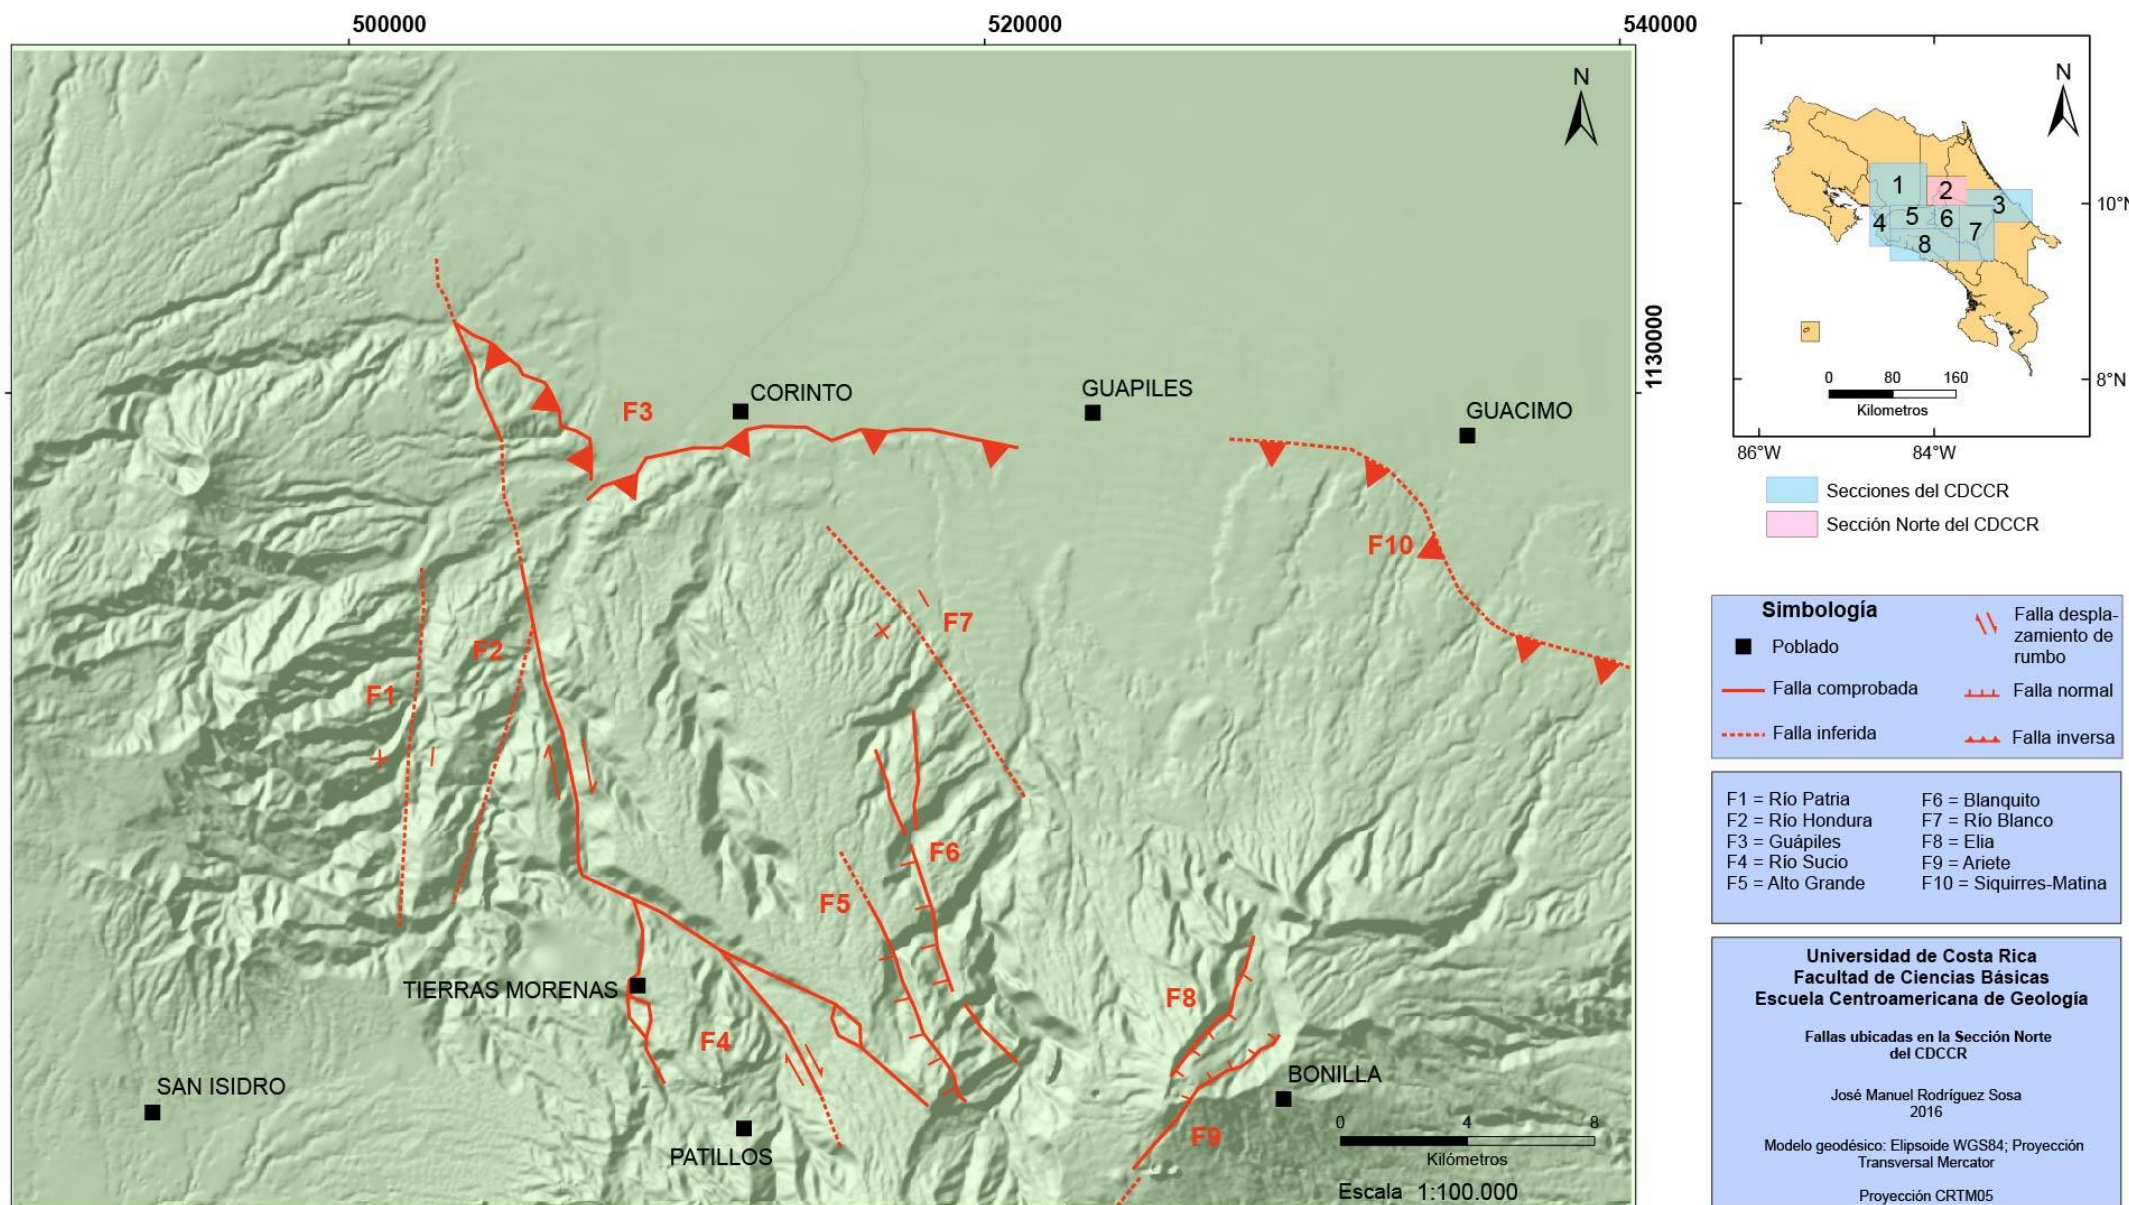 500000
520000
540000
1130000
N
CORINTO
GUAPILES
GUACIMO
F3
F10
F7
F2
F1
F6
F5
TIERRAS MORENAS
F8
F4
SAN ISIDRO
BONILLA
PATILLOS
F9
0 4 8
Kilómetros
Escala 1:100.000
N
1
2
3
4
5
6
7
8
10°N
8°N
0 80 160
Kilometros
86°W
84°W
Secciones del CDCCR
Sección Norte del CDCCR
Simbología
Poblado
Falla comprobada
Falla inferida
Falla despla-
zamiento de
rumbo
Falla normal
Falla inversa
F1 = Río Patria
F2 = Río Hondura
F3 = Guápiles
F4 = Río Sucio
F5 = Alto Grande
F6 = Blanquito
F7 = Río Blanco
F8 = Elia
F9 = Ariete
F10 = Siquirres-Matina
Universidad de Costa Rica
Facultad de Ciencias Básicas
Escuela Centroamericana de Geología
Fallas ubicadas en la Sección Norte
del CDCCR
José Manuel Rodríguez Sosa
2016
Modelo geodésico: Elipsoide WGS84; Proyección
Transversal Mercator
Proyección CRTM05